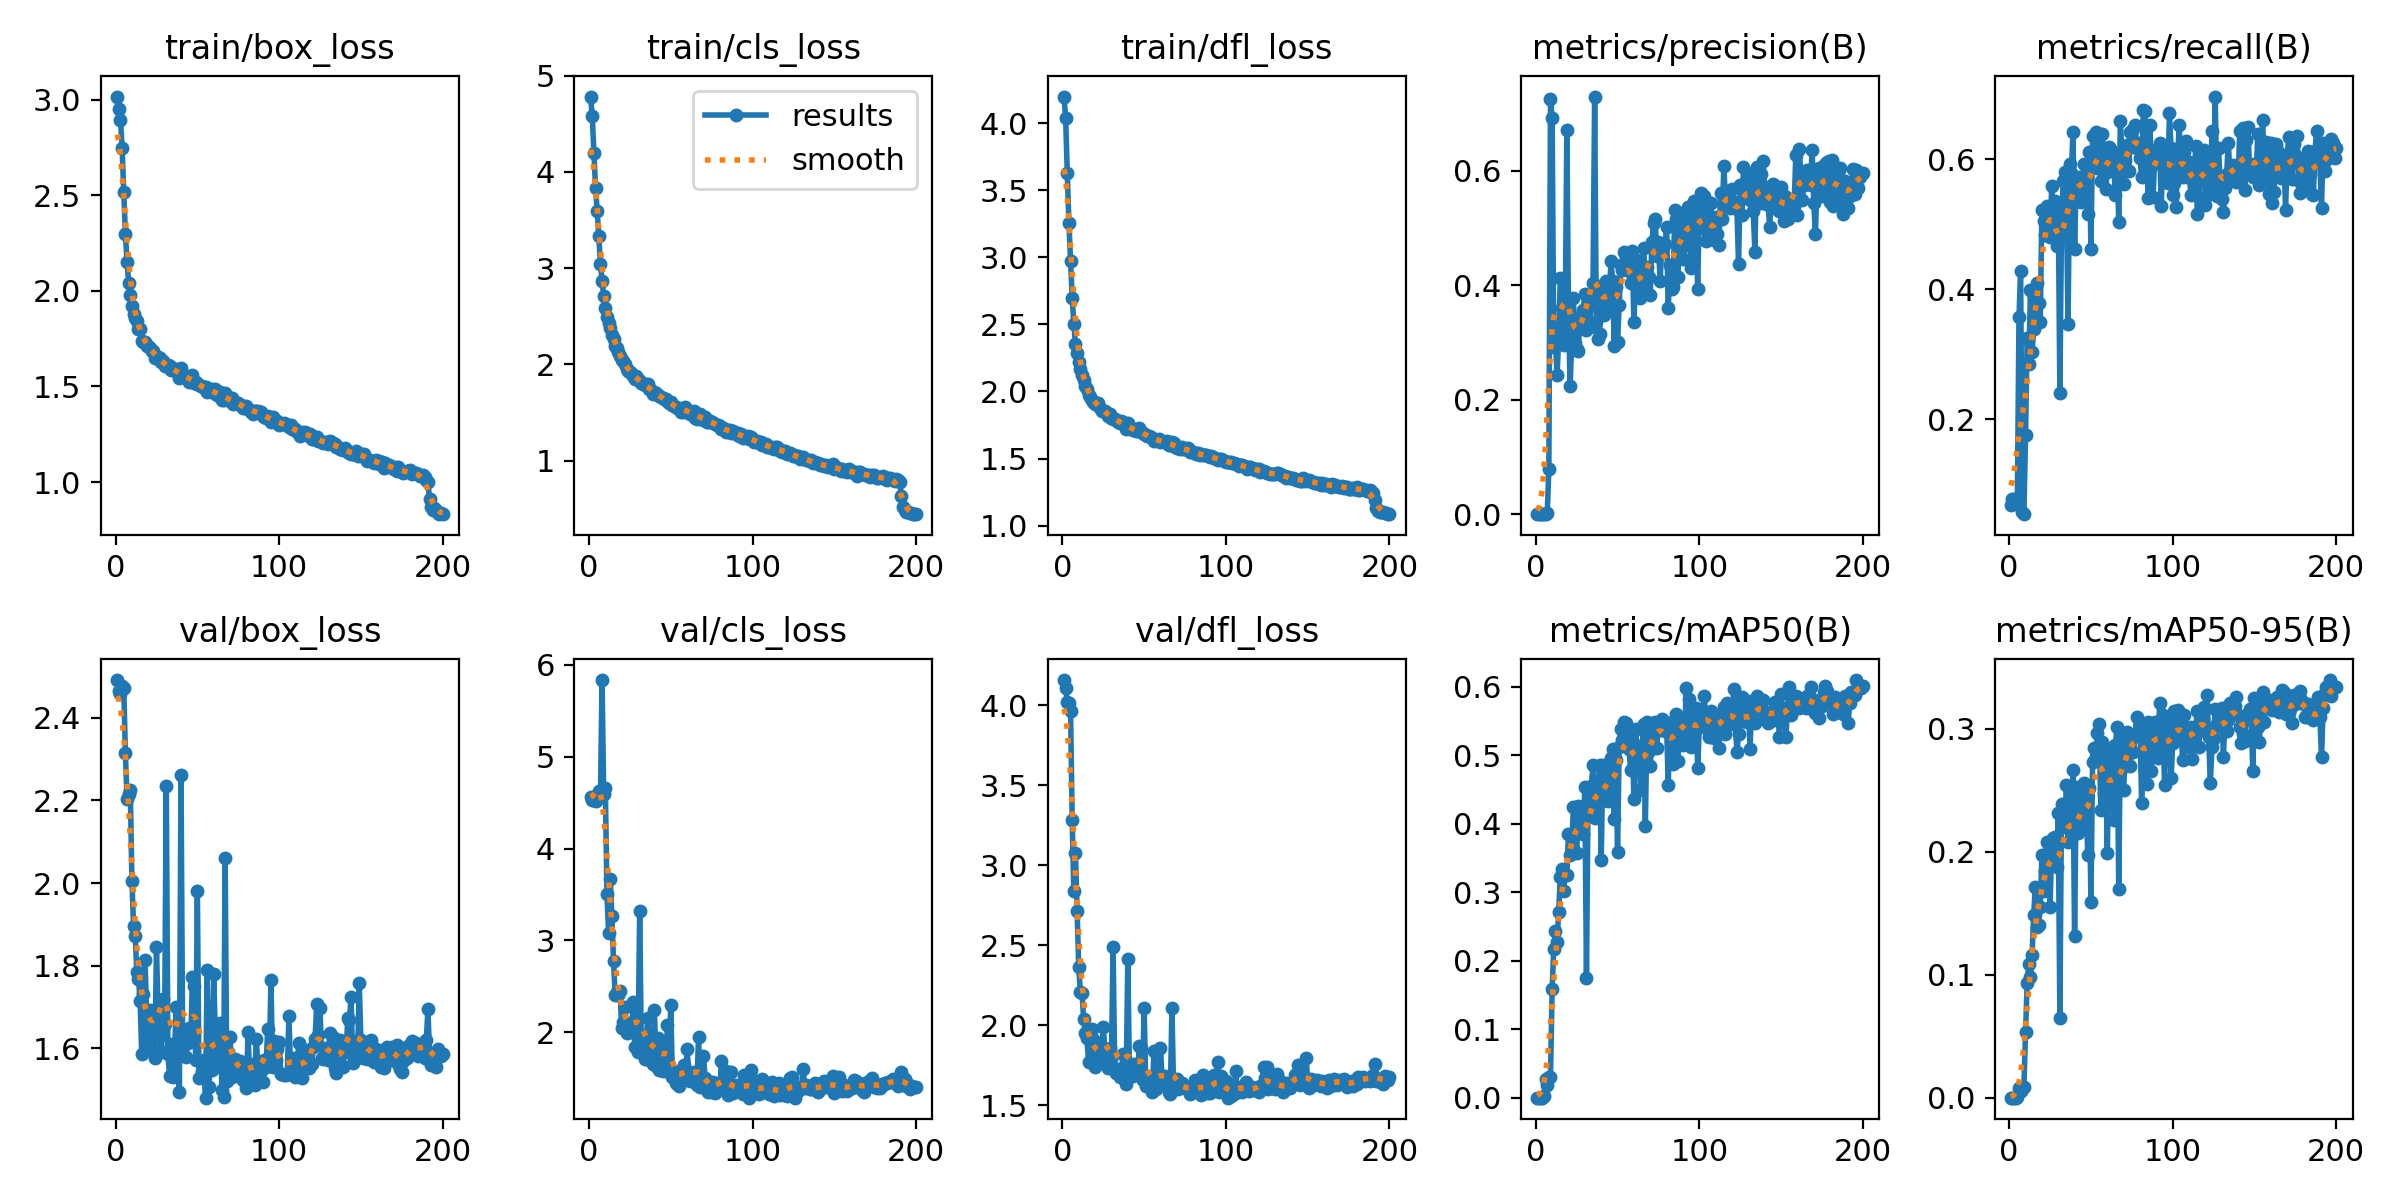 train/box_loss
3.0
2.5
2.0
1.5
1.0
0 100 200
train/cls_loss
results
smooth
5
4
3
2
1
0 100 200
train/dfl_loss
4.0
3.5
3.0
2.5
2.0
1.5
1.0
0 100 200
metrics/precision(B)
0.6
0.4
0.2
0.0
0 100 200
metrics/recall(B)
0.6
0.4
0.2
0 100 200
val/box_loss
2.4
2.2
2.0
1.8
1.6
0 100 200
val/cls_loss
6
5
4
3
2
0 100 200
val/dfl_loss
4.0
3.5
3.0
2.5
2.0
1.5
0 100 200
metrics/mAP50(B)
0.6
0.5
0.4
0.3
0.2
0.1
0.0
0 100 200
metrics/mAP50-95(B)
0.3
0.2
0.1
0.0
0 100 200